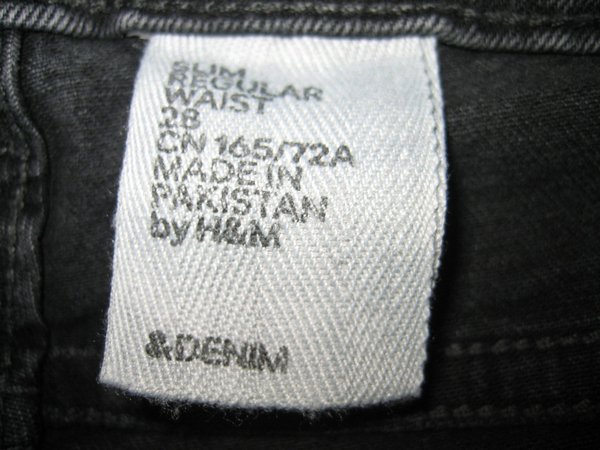 SLIM
REGULAR
WAIST
28
CN 165/72A
MADE IN
PAKISTAN
by H&M
&DENIM